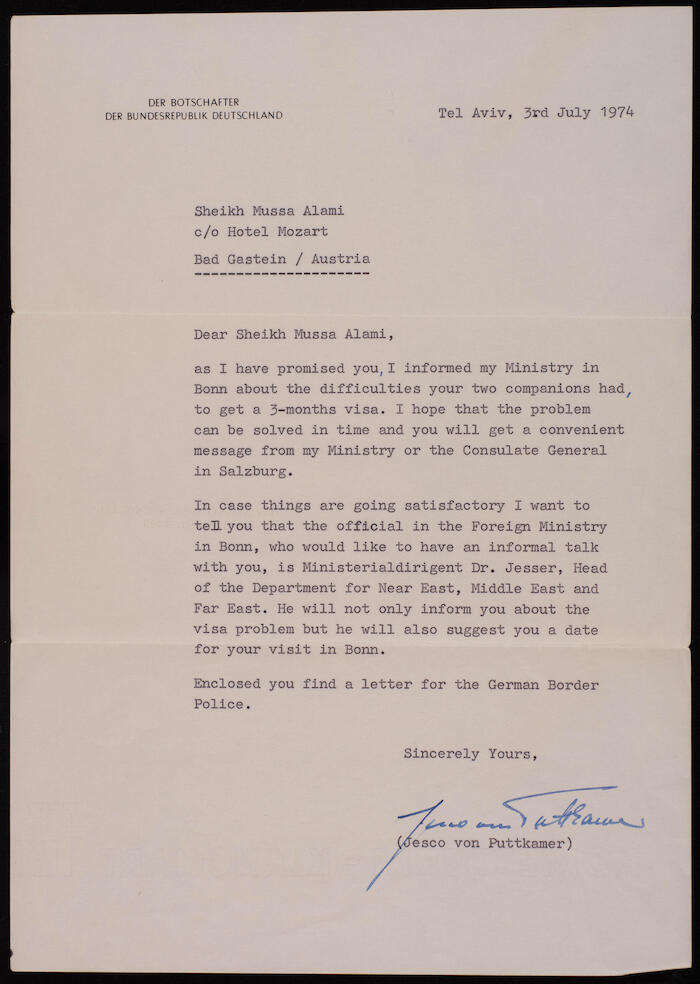 DER BOTSCHAFTER
DER BUNDESREPUBLIK DEUTSCHLAND
Tel Aviv, 3rd July 1974
Sheikh Mussa Alami
c/o Hotel Mozart
Bad Gastein / Austria
Dear Sheikh Mussa Alami,
as I have promised you, I informed my Ministry in
Bonn about the difficulties your two companions had,
to get a 3-months visa. I hope that the problem
can be solved in time and you will get a convenient
message from my Ministry or the Consulate General
in Salzburg.
In case things are going satisfactory I want to
tell you that the official in the Foreign Ministry
in Bonn, who would like to have an informal talk
with you, is Ministerialdirigent Dr. Jesser, Head
of the Department for Near East, Middle East and
Far East. He will not only inform you about the
visa problem but he will also suggest you a date
for your visit in Bonn.
Enclosed you find a letter for the German Border
Police.
Sincerely Yours,
Jesco von Puttkamer
(Jesco von Puttkamer)